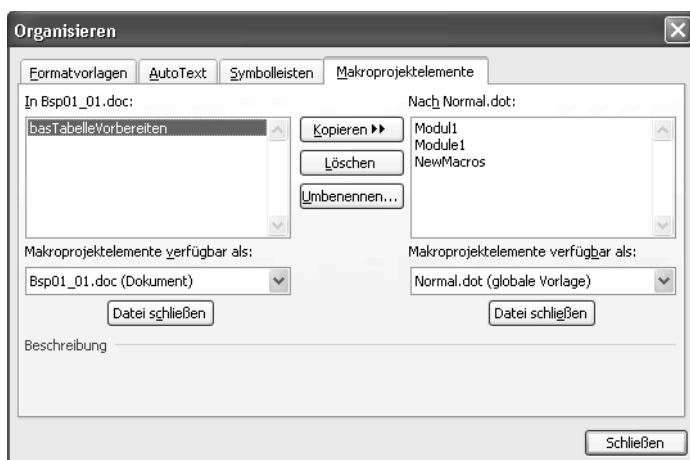 Organisieren
Formatvorlagen AutoText Symbolleisten Makroprojektelemente
In Bsp01_01.doc:
basTabelleVorbereiten
Kopieren
Löschen
Umbenennen...
Nach Normal.dot:
Modul1
Module1
NewMacros
Makroprojektelemente verfügbar als:
Bsp01_01.doc (Dokument)
Datei schließen
Makroprojektelemente verfügbar als:
Normal.dot (globale Vorlage)
Datei schließen
Beschreibung
Schließen